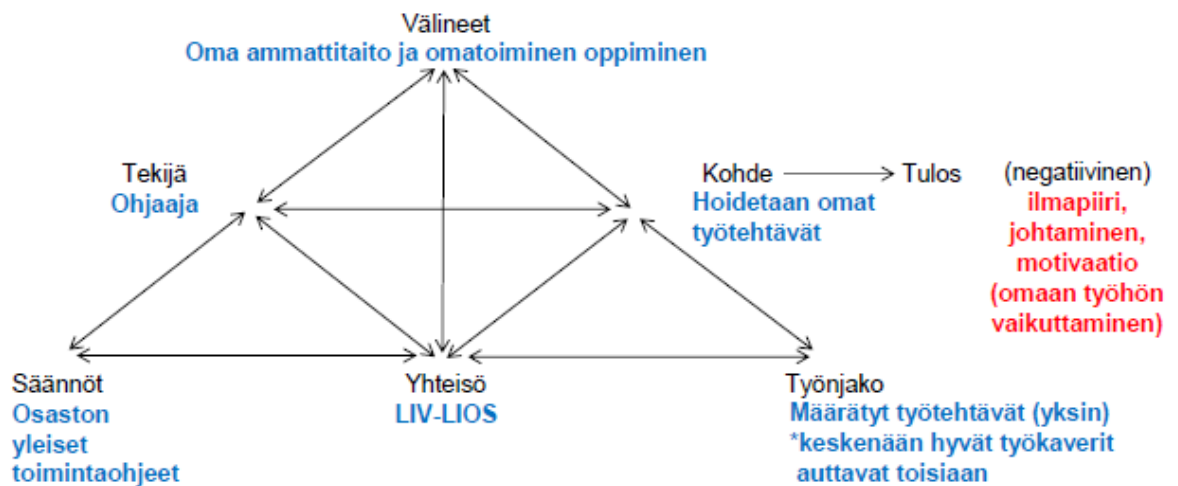 Välineet
Oma ammattitaito ja omatoiminen oppiminen
Tekijä
Ohjaaja
Kohde
Tulos
Hoidetaan omat
työtehtävät
(negatiivinen)
ilmapiiri,
johtaminen,
motivaatio
(omaan työhön
vaikuttaminen)
Säännöt
Osaston
yleiset
toimintaohjeet
Yhteisö
LIV-LIOS
Työnjako
Määrätyt työtehtävät (yksin)
*keskenään hyvät työkaverit
auttavat toisiaan